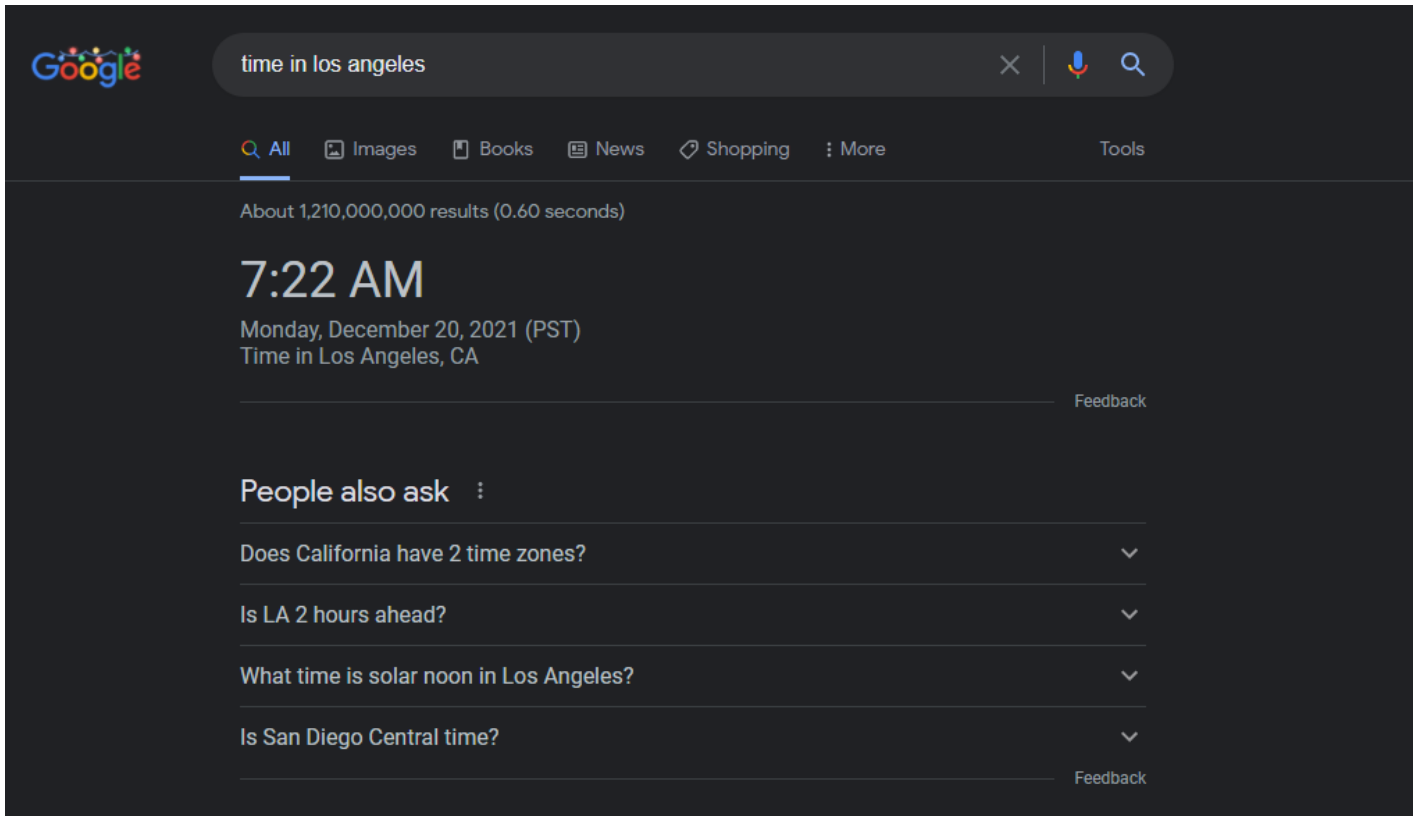 Google
time in los angeles
All Images Books News Shopping More Tools
About 1,210,000,000 results (0.60 seconds)
7:22 AM
Monday, December 20, 2021 (PST)
Time in Los Angeles, CA
Feedback
People also ask
Does California have 2 time zones?
Is LA 2 hours ahead?
What time is solar noon in Los Angeles?
Is San Diego Central time?
Feedback